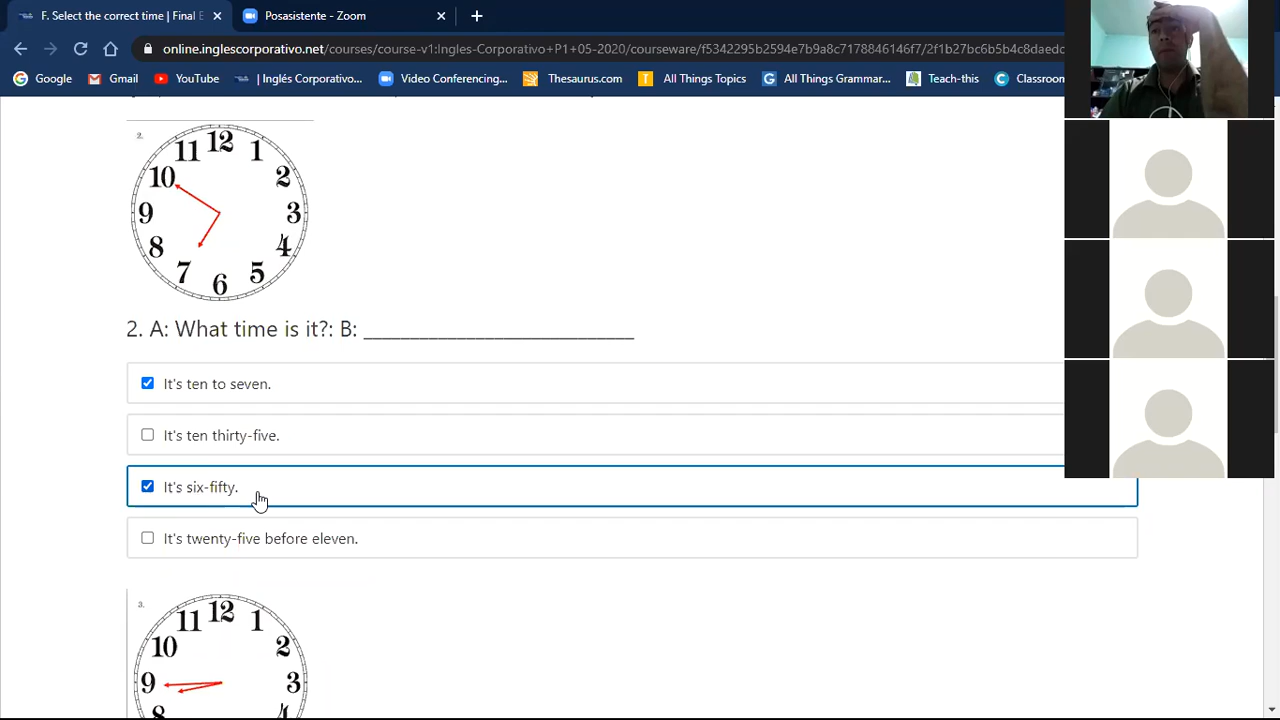 F. Select the correct time | Final E
Posasistente - Zoom
online.inglescorporativo.net/courses/course-v1:Ingles-Corporativo+P1+05-2020/courseware/f5342295b2594e7b9a8c7178846146f7/2f1b27bc6b5b4c8daedc
Google
Gmail
YouTube
| Inglés Corporativo...
Video Conferencing...
Thesaurus.com
All Things Topics
All Things Grammar...
Teach-this
Classroom
2.
12
11
1
10
2
9
3
8
4
7
5
6
2. A: What time is it?: B: ____________________________
It's ten to seven.
It's ten thirty-five.
It's six-fifty.
It's twenty-five before eleven.
3.
12
11
1
10
2
9
3
8
4